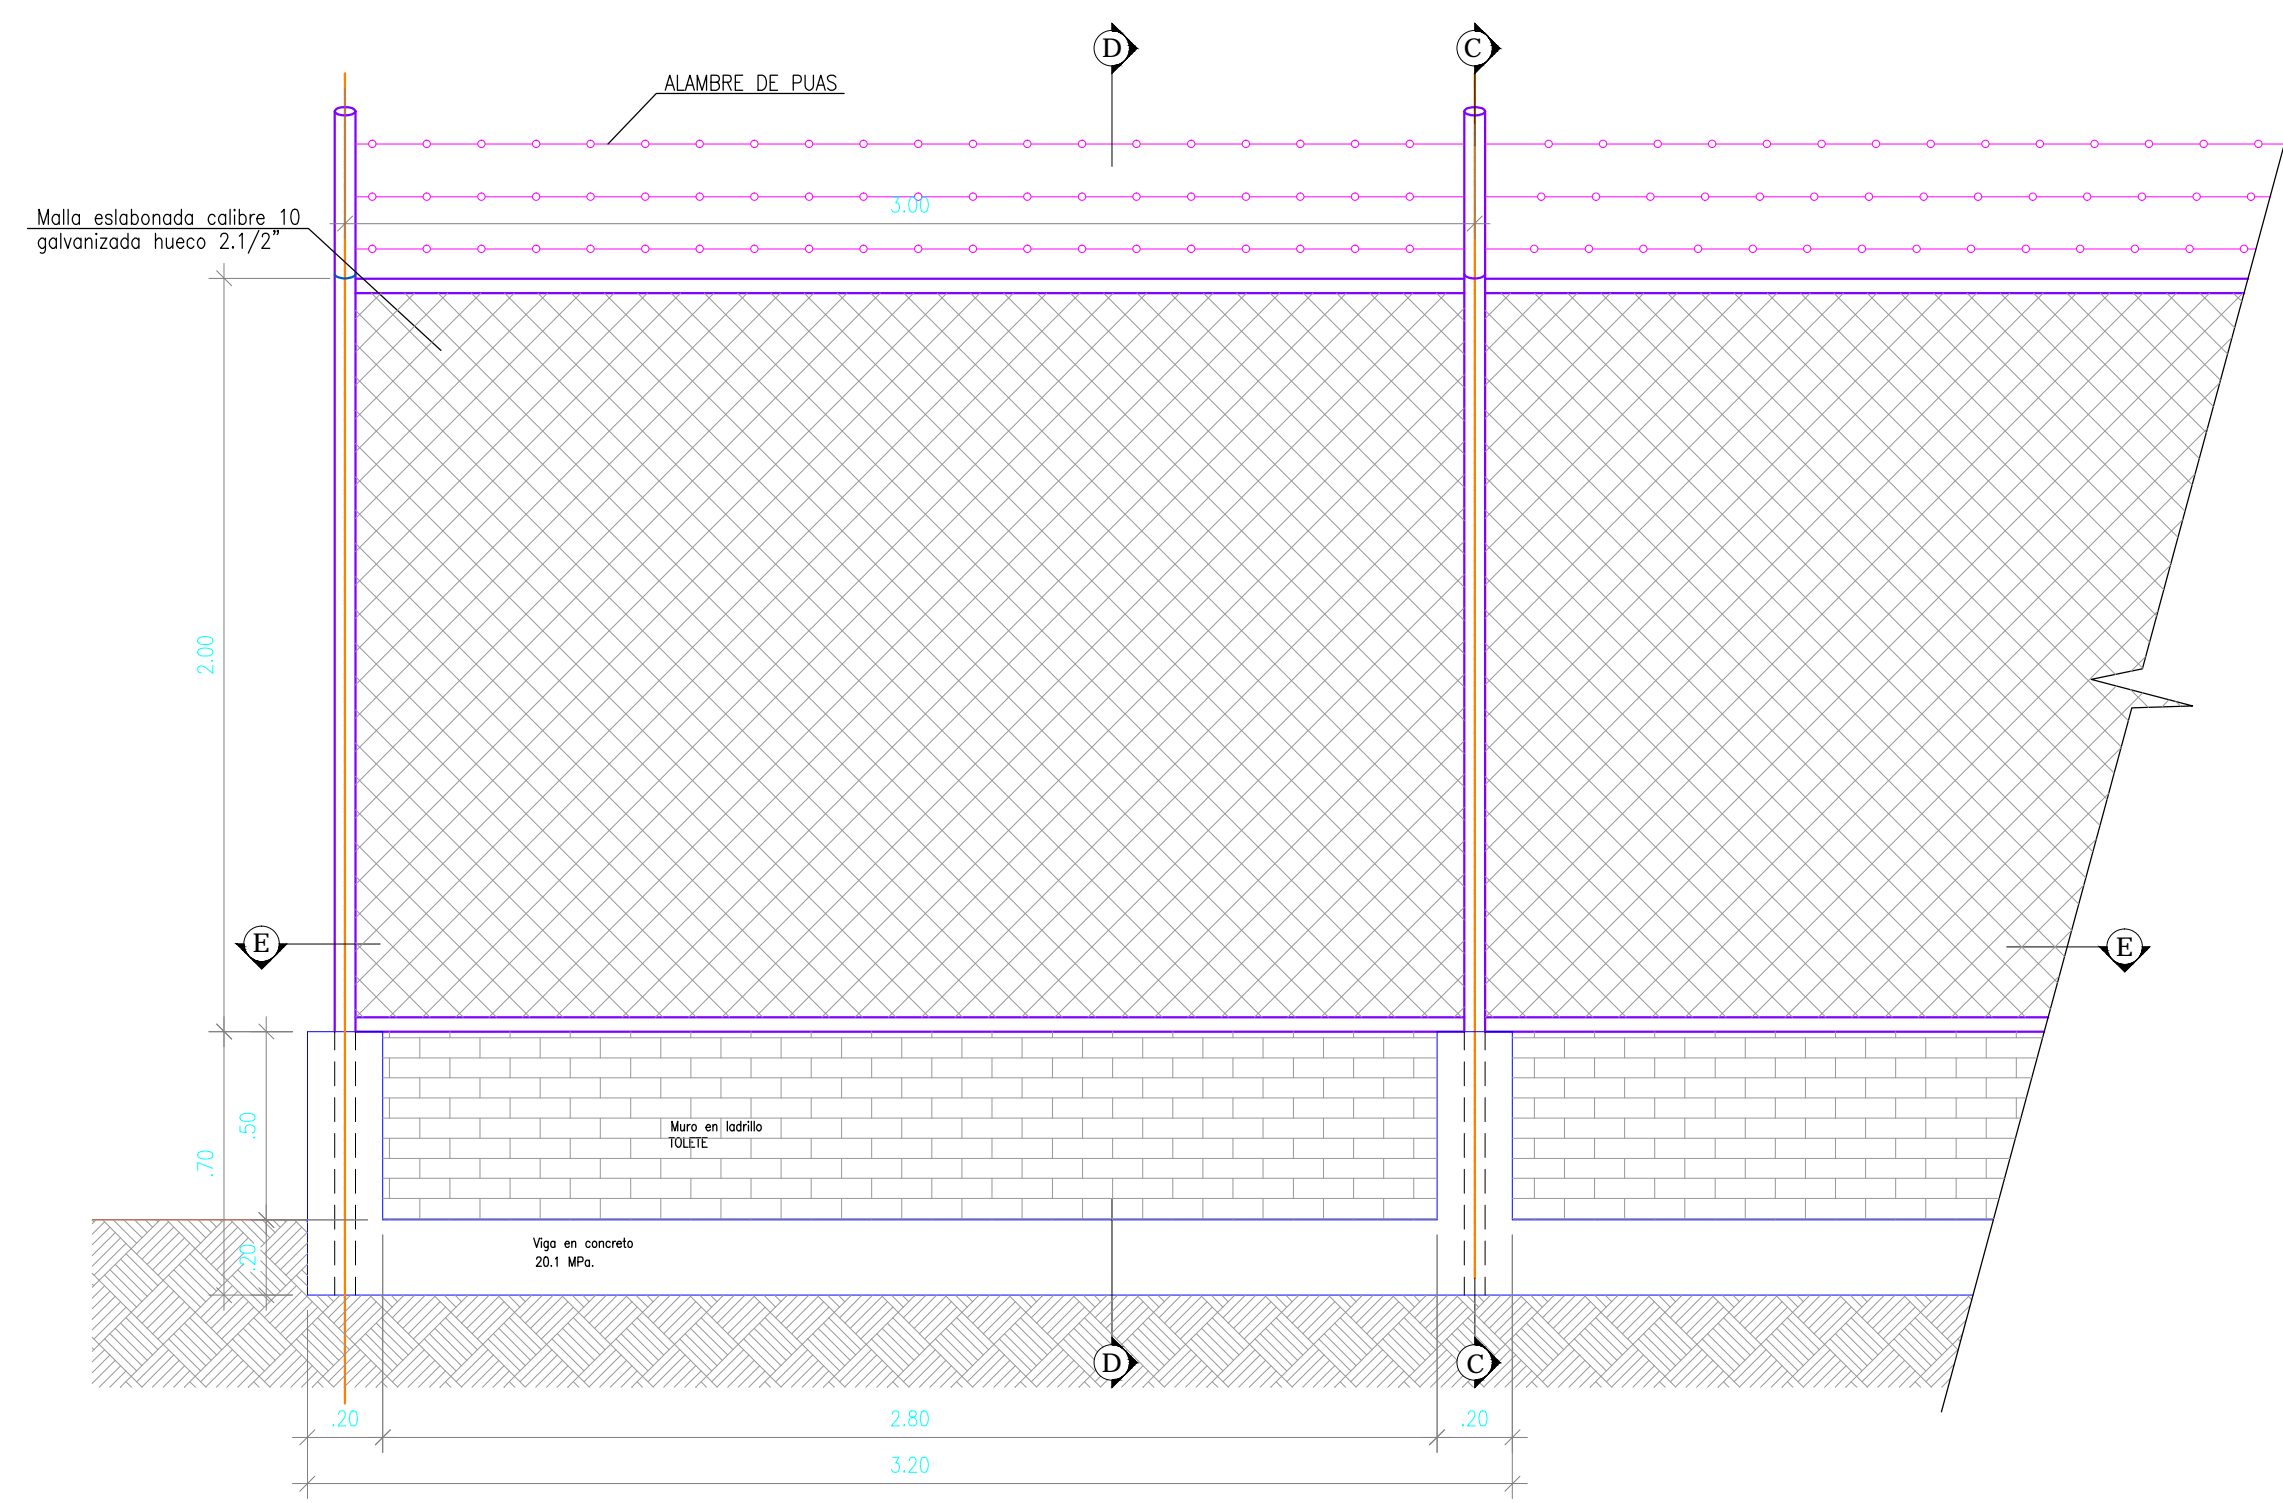 D
C
ALAMBRE DE PUAS
3.00
Malla eslabonada calibre 10
galvanizada hueco 2.1/2"
2.00
E
E
.50
.70
Muro en ladrillo
TOLETE
.20
Viga en concreto
20.1 MPa.
D
C
.20
2.80
.20
3.20